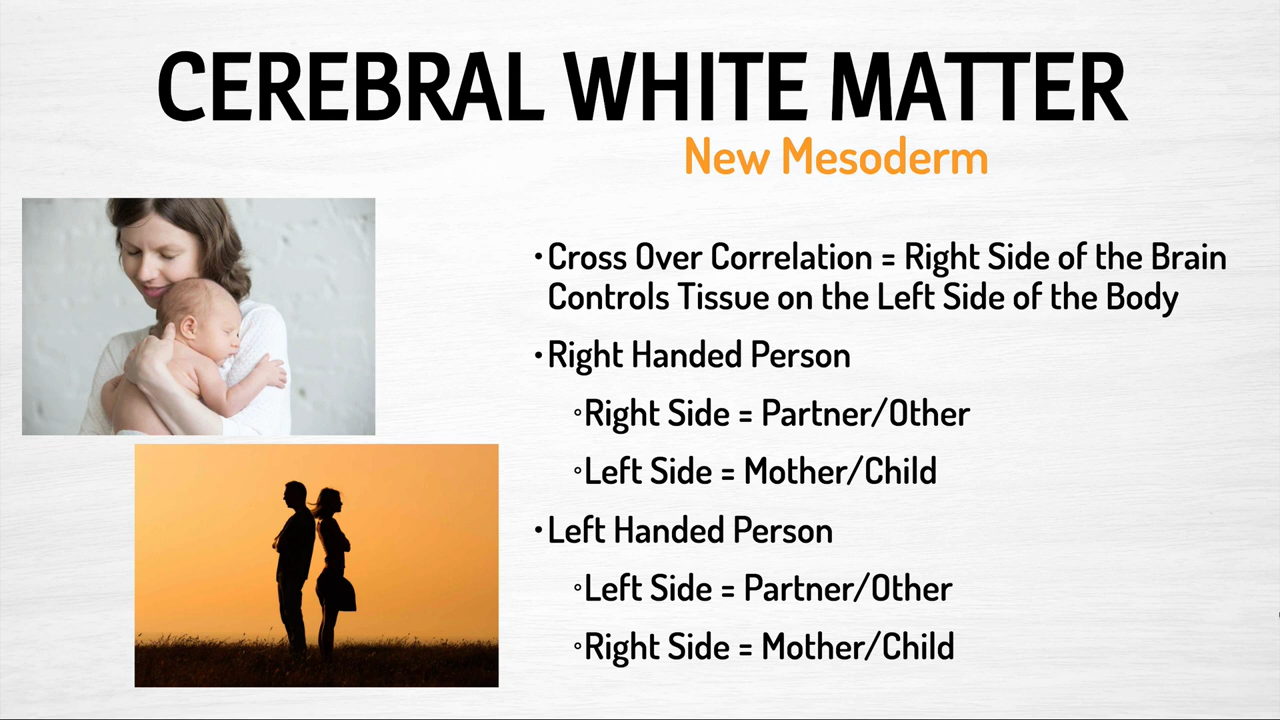 CEREBRAL WHITE MATTER
New Mesoderm
•Cross Over Correlation = Right Side of the Brain
Controls Tissue on the Left Side of the Body
•Right Handed Person
◦Right Side = Partner/Other
◦Left Side = Mother/Child
•Left Handed Person
◦Left Side = Partner/Other
◦Right Side = Mother/Child